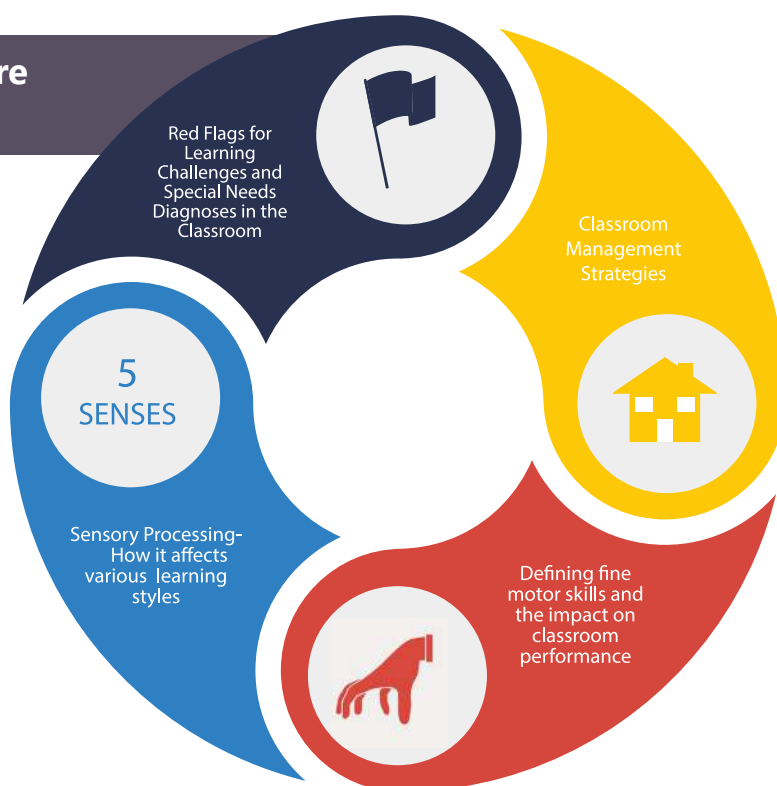 Red Flags for
Learning
Challenges and
Special Needs
Diagnoses in the
Classroom
Classroom
Management
Strategies
5
SENSES
Sensory Processing-
How it affects
various learning
styles
Defining fine
motor skills and
the impact on
classroom
performance